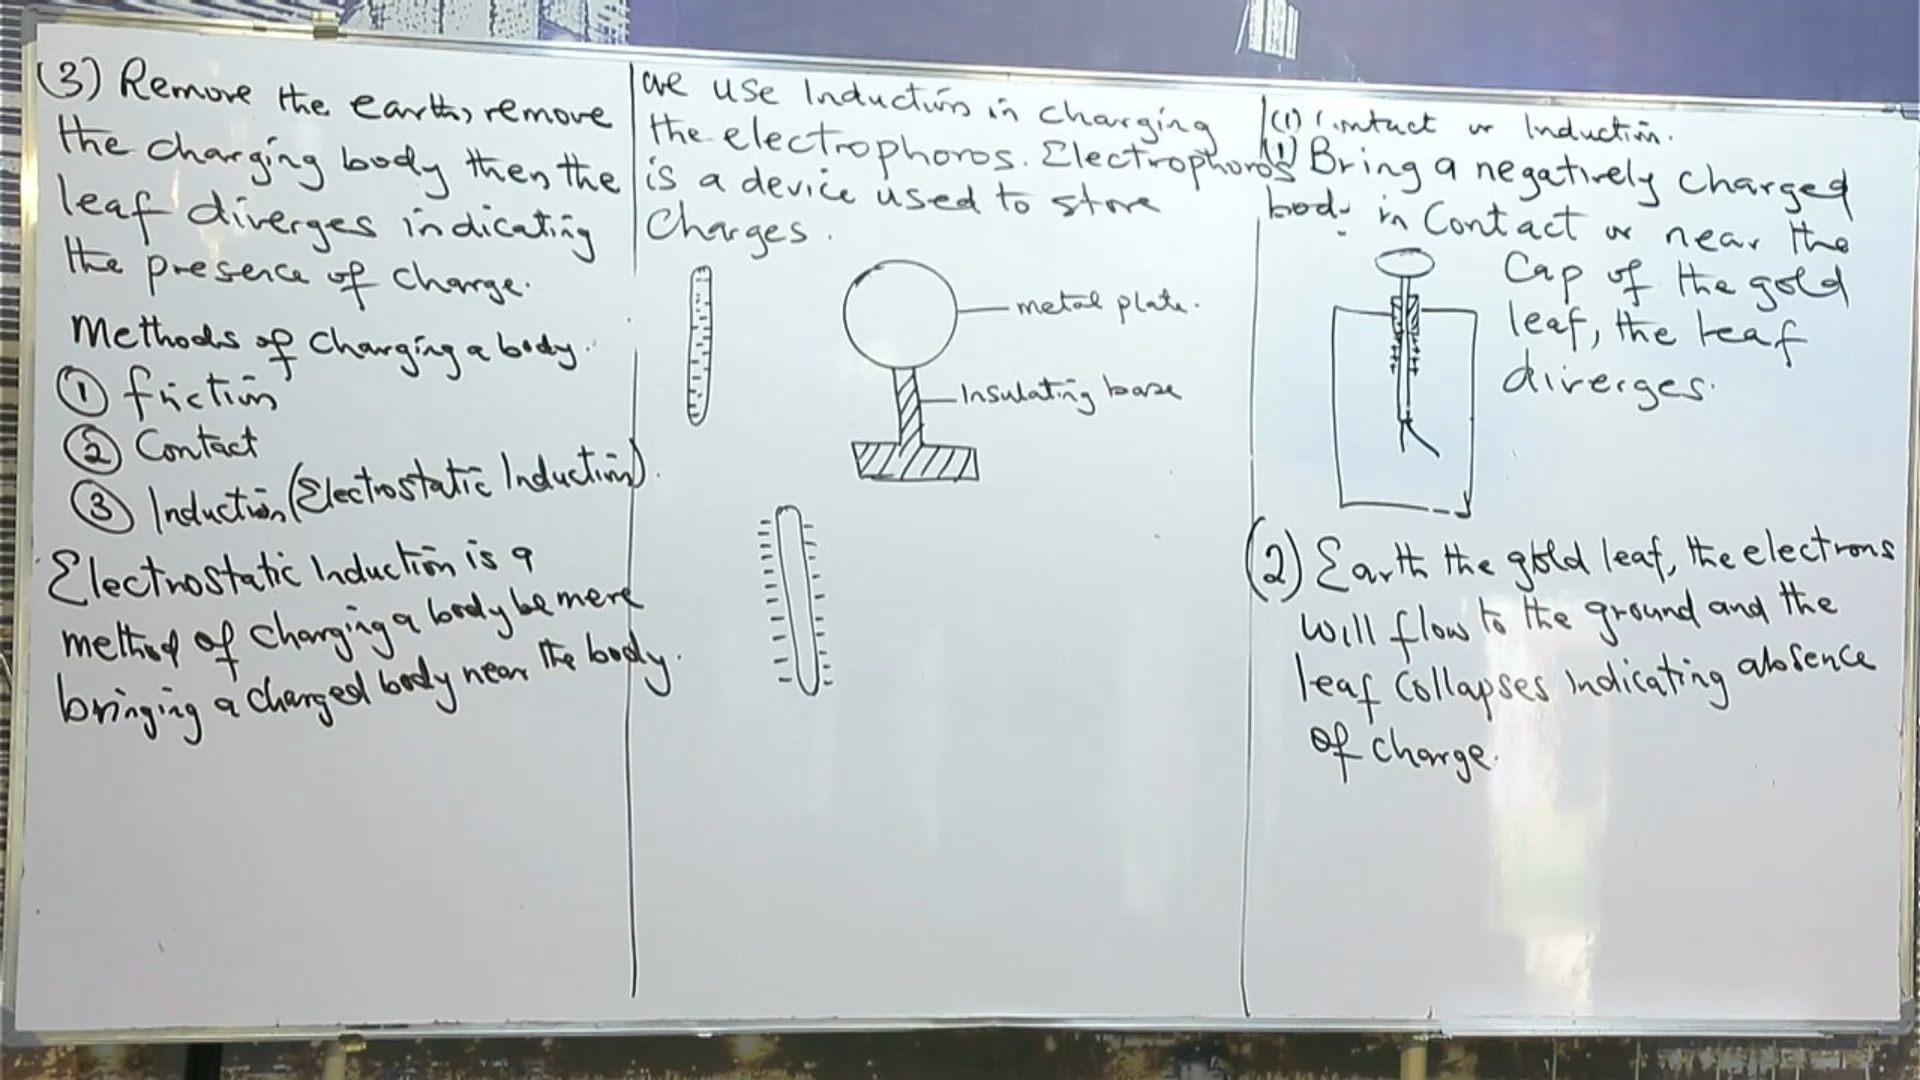 (3) Remove the earth, remove
the charging body then the
leaf diverges indicating
the presence of charge.
Methods of charging a body.
① friction
② Contact
③ Induction (Electrostatic Induction).
Electrostatic Induction is a
method of charging a body be mere
bringing a charged body near the body.
we use Induction in charging
the electrophoros. Electrophoros
is a device used to store
Charges.
metal plate.
Insulating base
(1) Contact or Induction.
(1) Bring a negatively charged
body in Contact or near the
Cap of the gold
leaf, the leaf
diverges.
(2) Earth the gold leaf, the electrons
will flow to the ground and the
leaf collapses indicating absence
of charge.